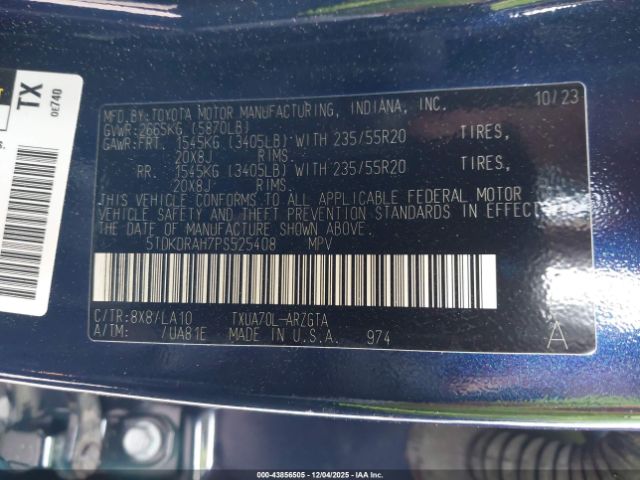 TX
OE740
MFD.BY:TOYOTA MOTOR MANUFACTURING, INDIANA, INC. 10/23
GVWR:2665KG (5870LB)
GAWR:FRT. 1545KG (3405LB) WITH 235/55R20 TIRES,
20X8J RIMS.
RR. 1545KG (3405LB) WITH 235/55R20 TIRES,
20X8J RIMS.
THIS VEHICLE CONFORMS TO ALL APPLICABLE FEDERAL MOTOR
VEHICLE SAFETY AND THEFT PREVENTION STANDARDS IN EFFECT
THE DATE OF MANUFACTURE SHOWN ABOVE.
5TDKDRAH7PS525408 MPV
C/TR:8X8/LA10 TXUA70L-ARZGTA
A/TM: /UA81E MADE IN U.S.A. 974 A
000-43856505 - 12/04/2025 - IAAI.COM